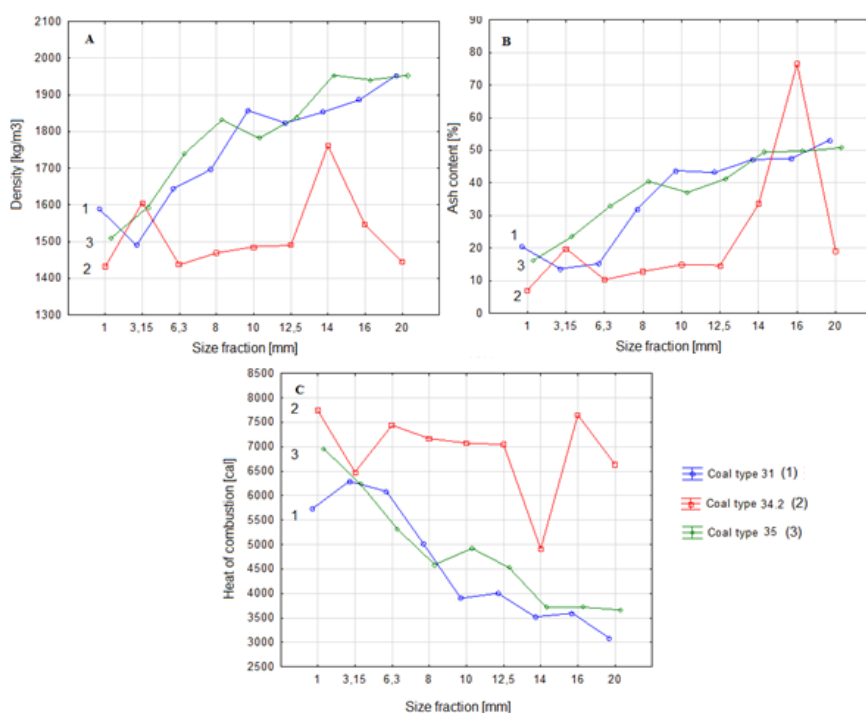 A
2100
2000
1900
1800
1700
1600
1500
1400
1300
Density [kg/m3]
1
3
2
1 3,15 6,3 8 10 12,5 14 16 20
Size fraction [mm]
B
90
80
70
60
50
40
30
20
10
0
Ash content [%]
1
3
2
1 3,15 6,3 8 10 12,5 14 16 20
Size fraction [mm]
C
8500
8000
7500
7000
6500
6000
5500
5000
4500
4000
3500
3000
2500
Heat of combustion [cal]
2
3
1
1 3,15 6,3 8 10 12,5 14 16 20
Size fraction [mm]
Coal type 31 (1)
Coal type 34.2 (2)
Coal type 35 (3)